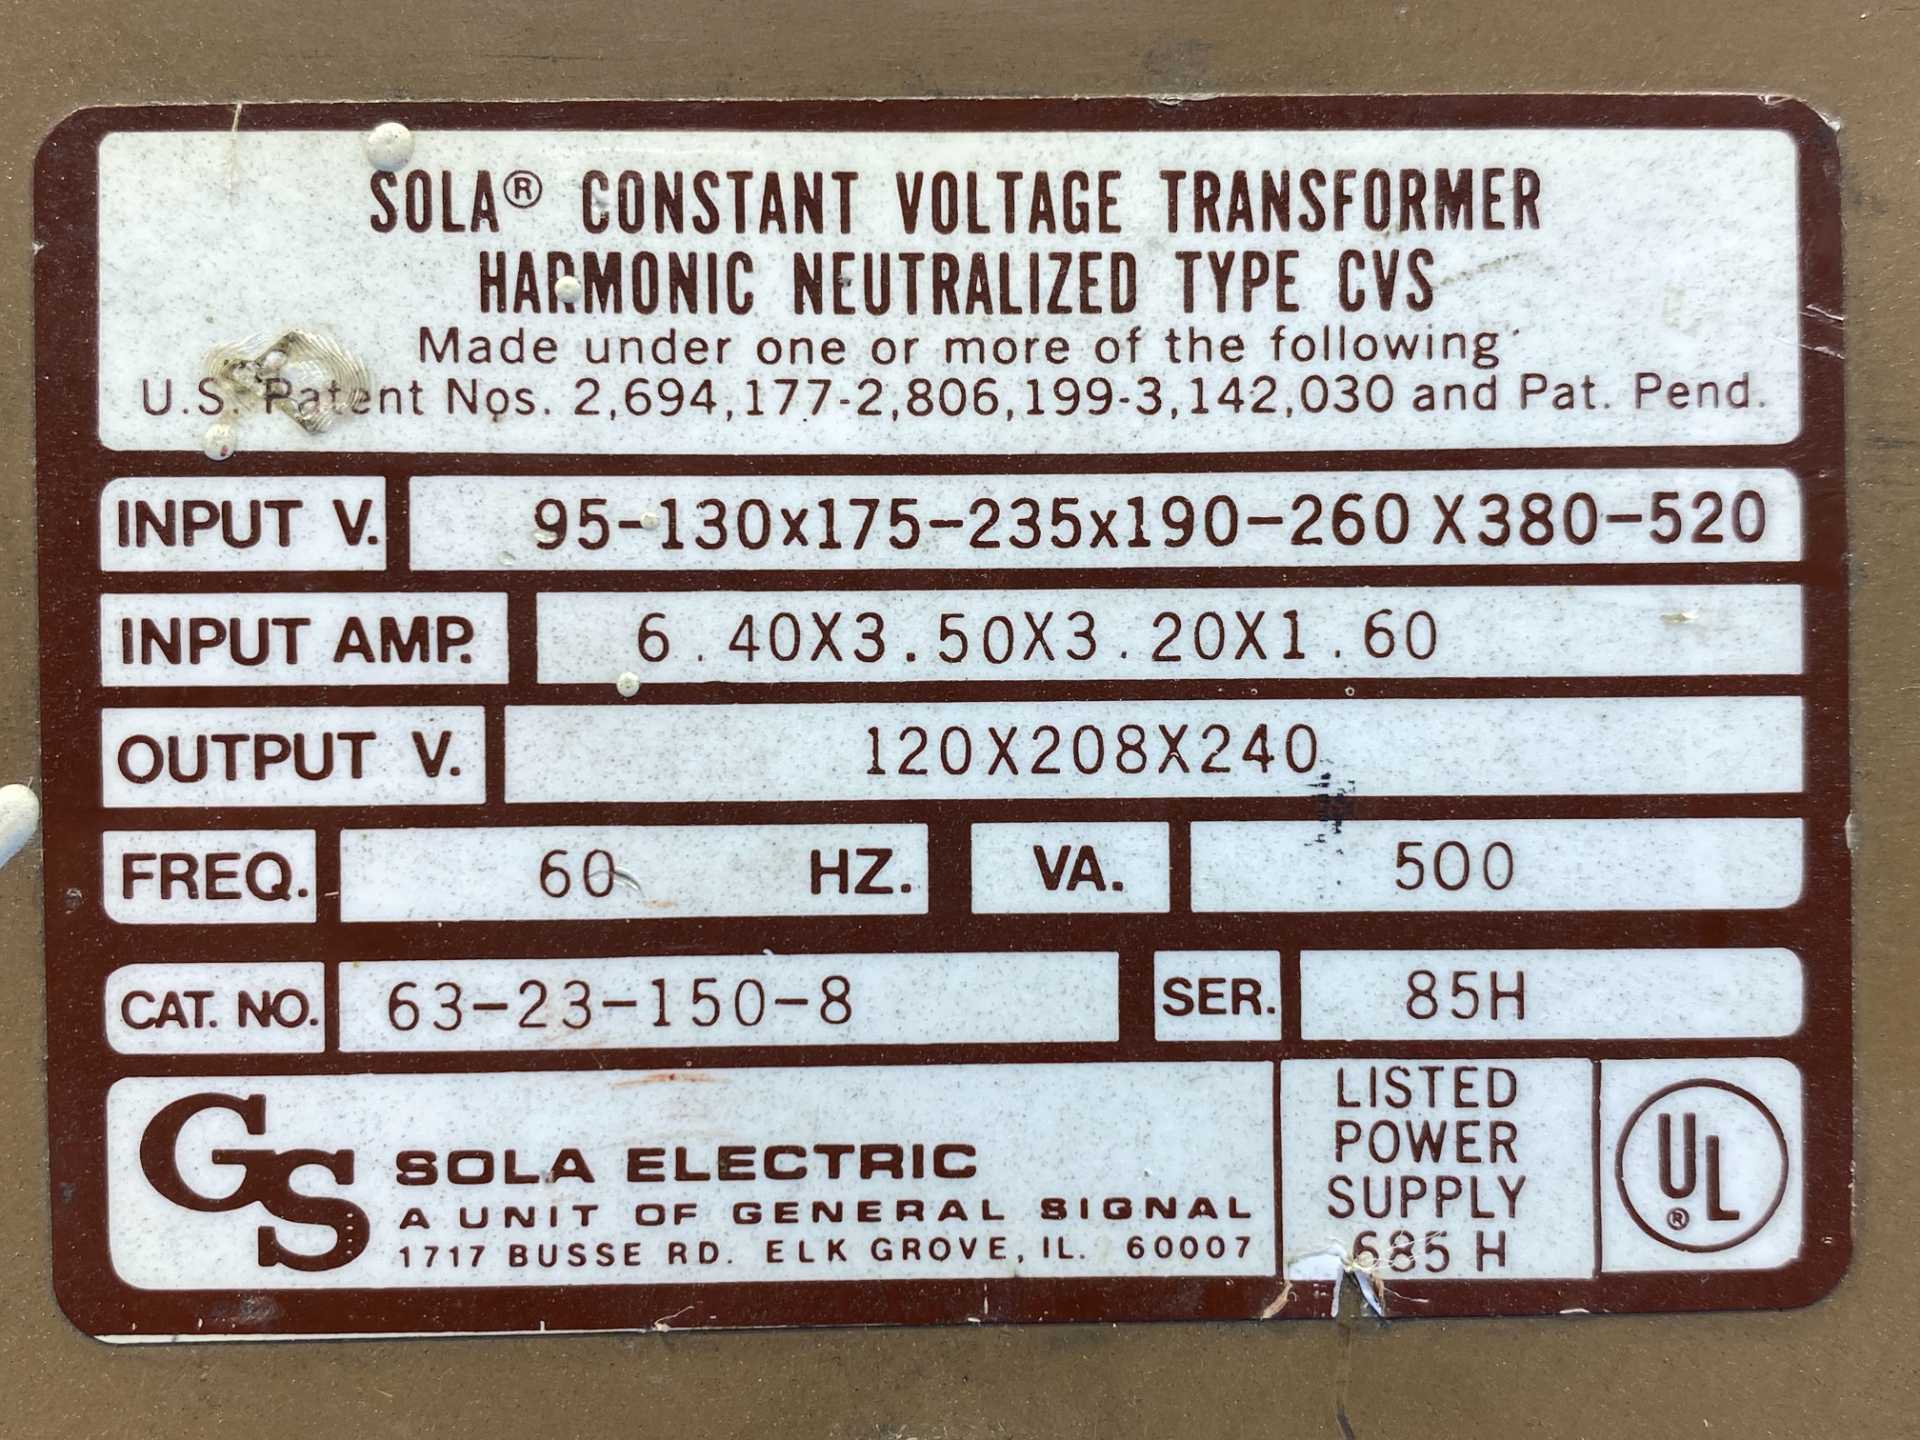 SOLA® CONSTANT VOLTAGE TRANSFORMER
HARMONIC NEUTRALIZED TYPE CVS
Made under one or more of the following
U.S. Patent Nos. 2,694,177-2,806,199-3,142,030 and Pat. Pend.
INPUT V. 95-130x175-235x190-260 X380-520
INPUT AMP. 6.40X3.50X3.20X1.60
OUTPUT V. 120X208X240
FREQ. 60 HZ. VA. 500
CAT. NO. 63-23-150-8 SER. 85H
GS
SOLA ELECTRIC
A UNIT OF GENERAL SIGNAL
1717 BUSSE RD. ELK GROVE, IL. 60007
LISTED
POWER
SUPPLY
685 H
UL®